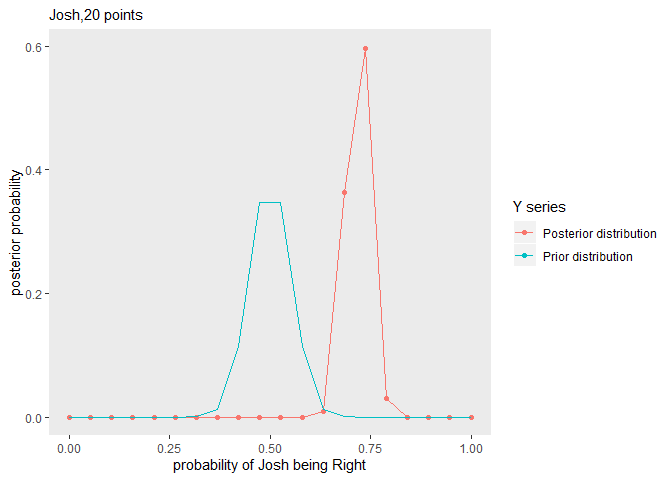 Josh,20 points
0.6
0.4
0.2
0.0
posterior probability
0.00 0.25 0.50 0.75 1.00
probability of Josh being Right
Y series
Posterior distribution
Prior distribution